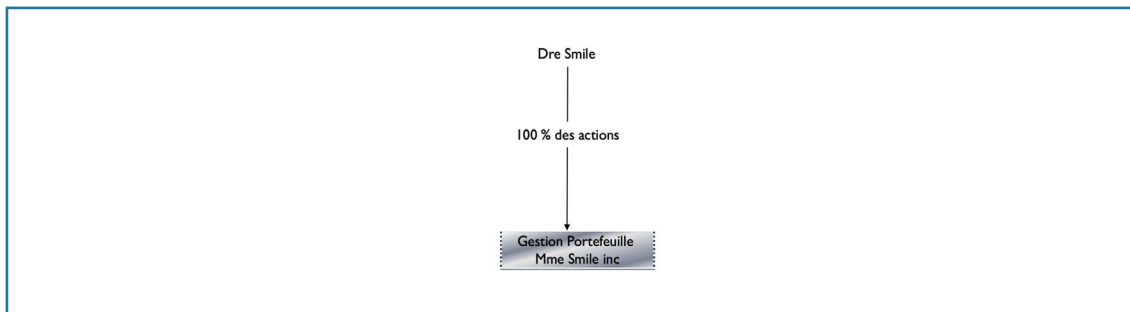 Dre Smile
100 % des actions
Gestion Portefeuille
Mme Smile inc